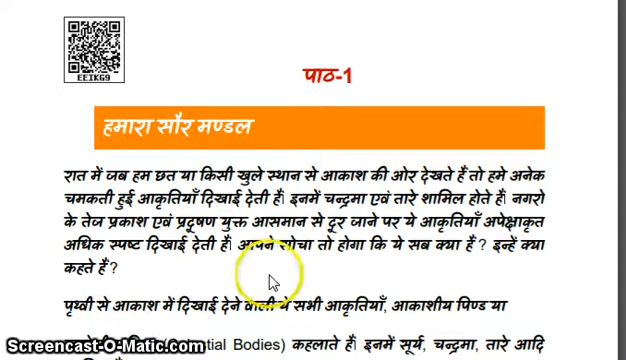 EEIKG9
पाठ-1
हमारा सौर मण्डल
रात में जब हम छत या किसी खुले स्थान से आकाश की ओर देखते हैं तो हमे अनेक
चमकती हुई आकृतियाँ दिखाई देती हैं। इनमें चन्द्रमा एवं तारे शामिल होते हैं। नगरो
के तेज प्रकाश एवं प्रदूषण युक्त आसमान से दूर जाने पर ये आकृतियाँ अपेक्षाकृत
अधिक स्पष्ट दिखाई देती हैं। आपने सोचा तो होगा कि ये सब क्या हैं ? इन्हें क्या
कहते हैं ?
पृथ्वी से आकाश में दिखाई देने वाली ये सभी आकृतियाँ, आकाशीय पिण्ड या
tial Bodies) कहलाते हैं। इनमें सूर्य, चन्द्रमा, तारे आदि
Screencast-O-Matic.com